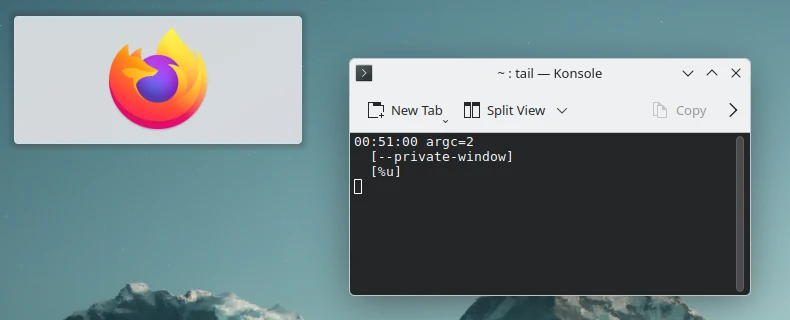 ~ : tail — Konsole
New Tab
Split View
Copy
00:51:00 argc=2
[--private-window]
[%u]